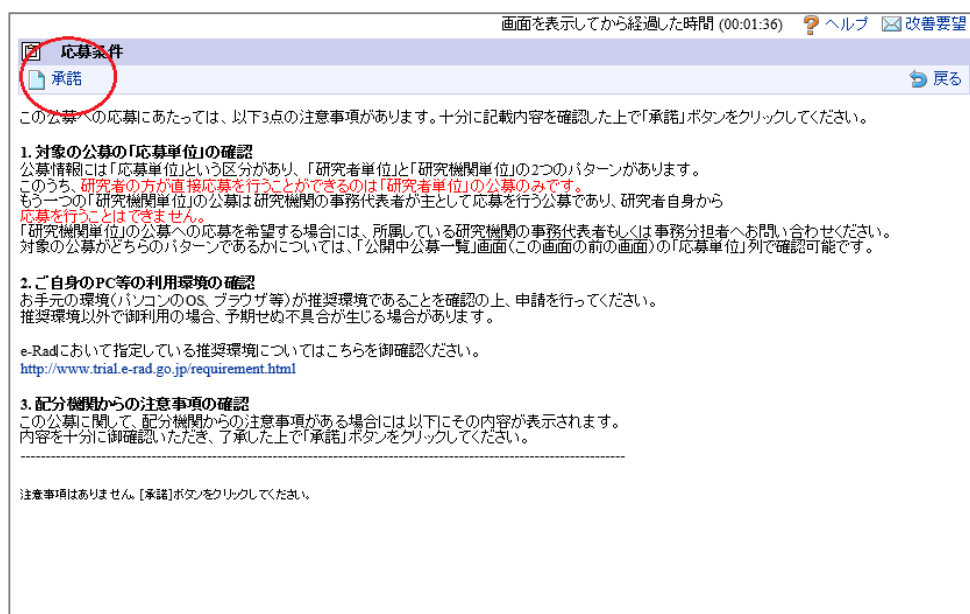 画面を表示してから経過した時間 (00:01:36) ヘルプ 改善要望
応募条件
承諾 戻る
この公募への応募にあたっては、以下3点の注意事項があります。十分に記載内容を確認した上で「承諾」ボタンをクリックしてください。
1. 対象の公募の「応募単位」の確認
公募情報には「応募単位」という区分があり、「研究者単位」と「研究機関単位」の2つのパターンがあります。
このうち、研究者の方が直接応募を行うことができるのは「研究者単位」の公募のみです。
もう一つの「研究機関単位」の公募は研究機関の事務代表者が主として応募を行う公募であり、研究者自身から
応募を行うことはできません。
「研究機関単位」の公募への応募を希望する場合には、所属している研究機関の事務代表者もしくは事務分担者へお問い合わせください。
対象の公募がどちらのパターンであるかについては、「公開中公募一覧」画面(この画面の前の画面)の「応募単位」列で確認可能です。
2. ご自身のPC等の利用環境の確認
お手元の環境(パソコンのOS、ブラウザ等)が推奨環境であることを確認の上、申請を行ってください。
推奨環境以外で御利用の場合、予期せぬ不具合が生じる場合があります。
e-Radにおいて指定している推奨環境についてはこちらを御確認ください。
http://www.trial.e-rad.go.jp/requirement.html
3. 配分機関からの注意事項の確認
この公募に関して、配分機関からの注意事項がある場合には以下にその内容が表示されます。
内容を十分に御確認いただき、了承した上で「承諾」ボタンをクリックしてください。
注意事項はありません。[承諾]ボタンをクリックしてください。